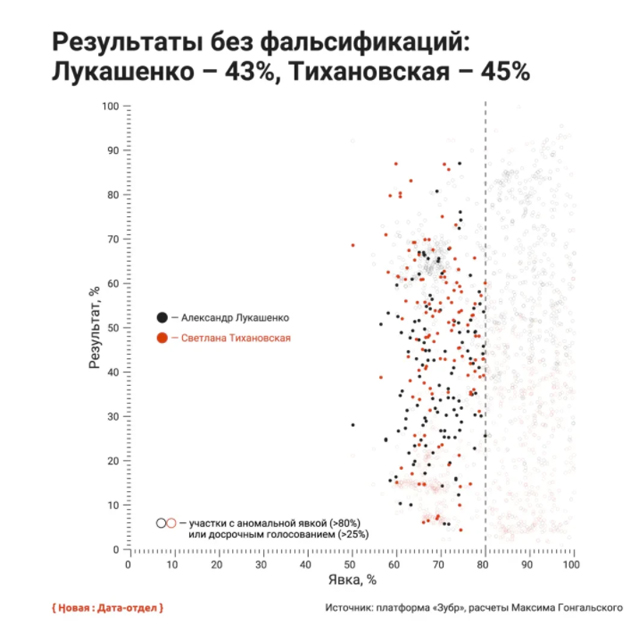 Результаты без фальсификаций:
Лукашенко – 43%, Тихановская – 45%
100
90
80
70
60
50
40
30
20
10
0
Результат, %
– Александр Лукашенко
– Светлана Тихановская
– участки с аномальной явкой (>80%)
или досрочным голосованием (>25%)
0 10 20 30 40 50 60 70 80 90 100
Явка, %
{ Новая : Дата-отдел }
Источник: платформа «Зубр», расчеты Максима Гонгальского